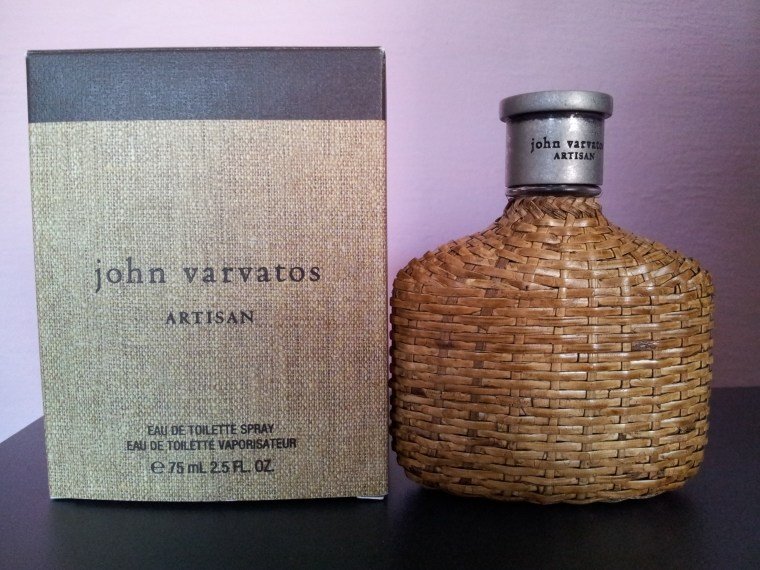 john varvatos
ARTISAN
EAU DE TOILETTE SPRAY
EAU DE TOILETTE VAPORISATEUR
℮ 75 mL 2.5 FL. OZ.
john varvatos
ARTISAN